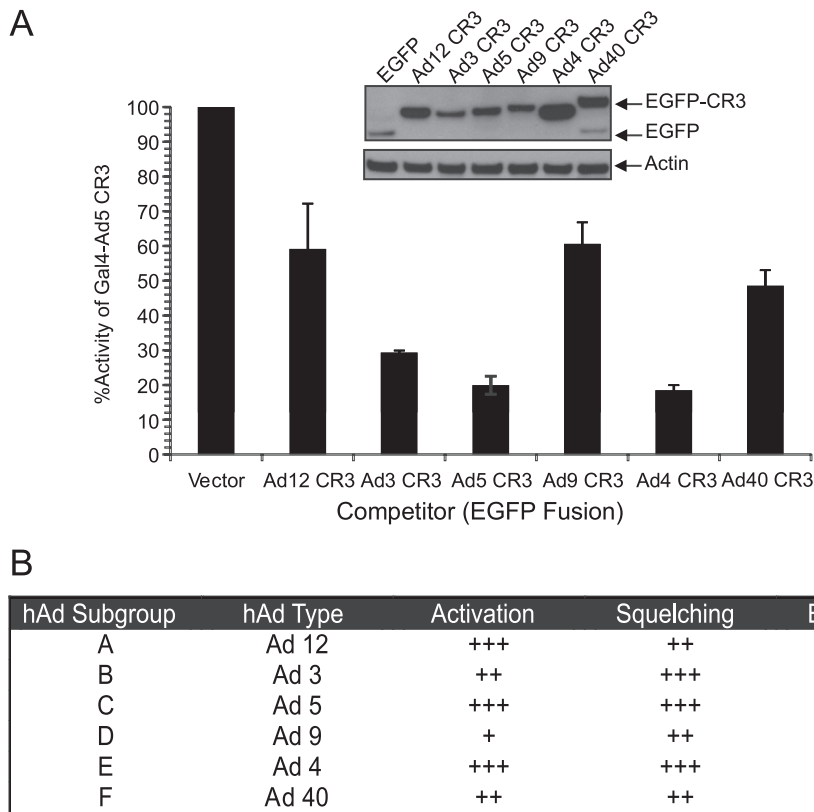 A
EGFP
Ad12 CR3
Ad3 CR3
Ad5 CR3
Ad9 CR3
Ad4 CR3
Ad40 CR3
EGFP-CR3
EGFP
Actin
%Activity of Gal4-Ad5 CR3
100
90
80
70
60
50
40
30
20
10
0
Vector Ad12 CR3 Ad3 CR3 Ad5 CR3 Ad9 CR3 Ad4 CR3 Ad40 CR3
Competitor (EGFP Fusion)
B
hAd Subgroup hAd Type Activation Squelching
A Ad 12 +++ ++
B Ad 3 ++ +++
C Ad 5 +++ +++
D Ad 9 + ++
E Ad 4 +++ +++
F Ad 40 ++ ++